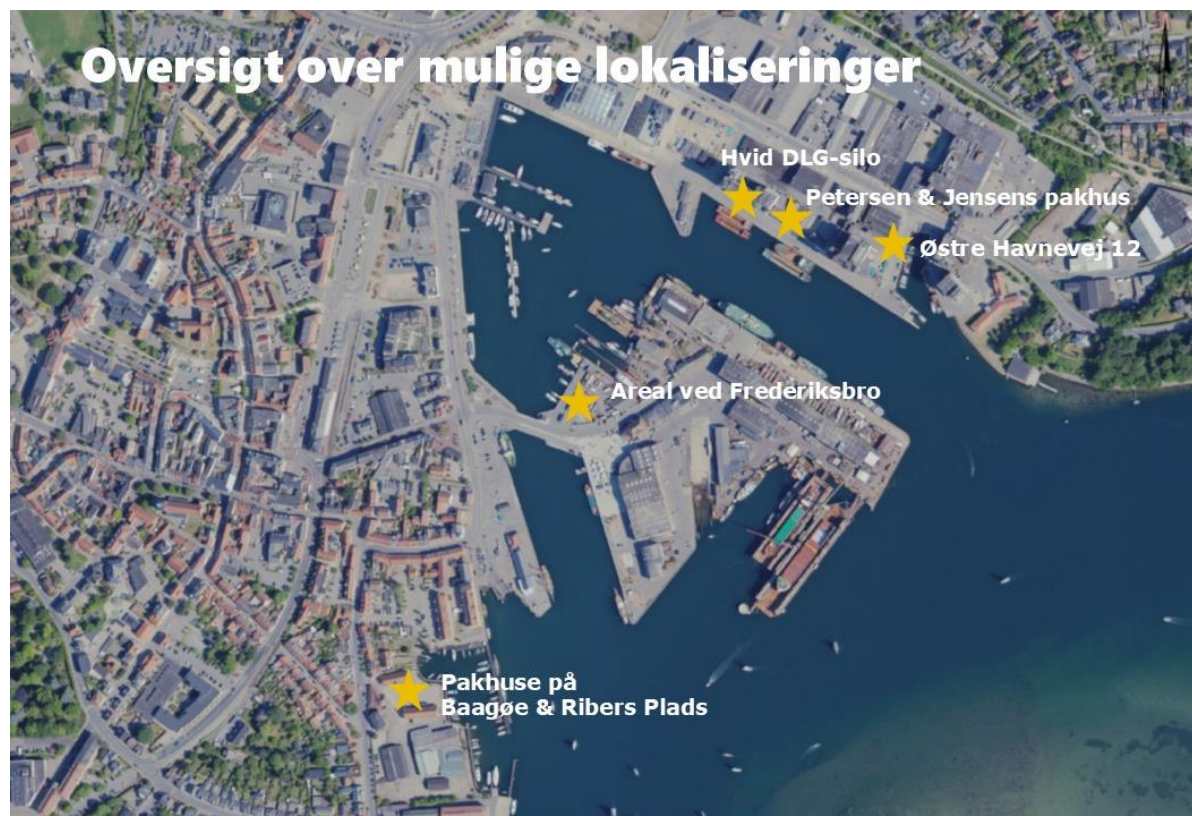 Oversigt over mulige lokaliseringer
Hvid DLG-silo
Petersen & Jensens pakhus
Østre Havnevej 12
Areal ved Frederiksbro
Pakhuse på
Baagøe & Ribers Plads